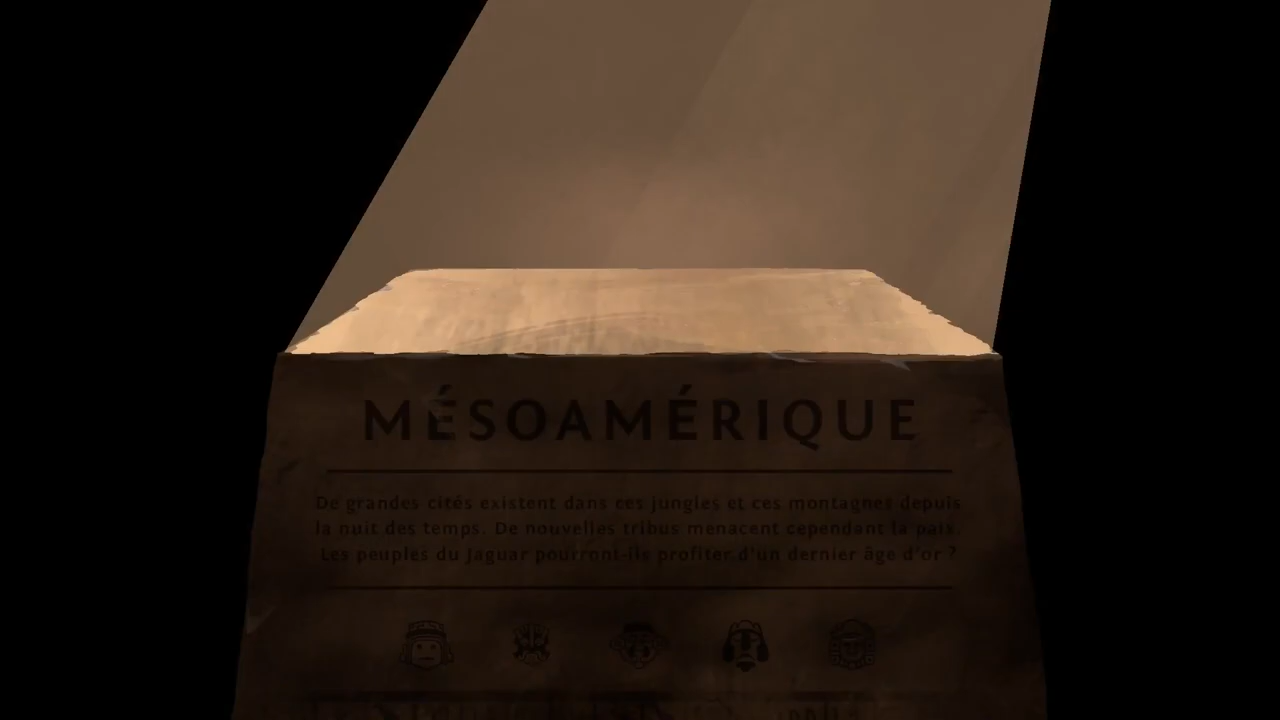 MÉSOAMÉRIQUE
De grandes cités existent dans ces jungles et ces montagnes depuis
la nuit des temps. De nouvelles tribus menacent cependant la paix.
Les peuples du Jaguar pourront-ils profiter d'un dernier âge d'or ?